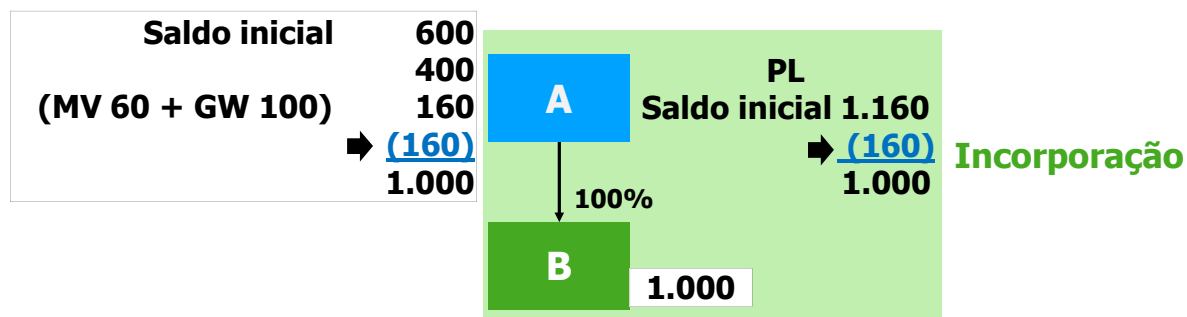 Saldo inicial 600
400
(MV 60 + GW 100) 160
(160)
1.000
A
PL
Saldo inicial 1.160
(160)
1.000
Incorporação
100%
B
1.000